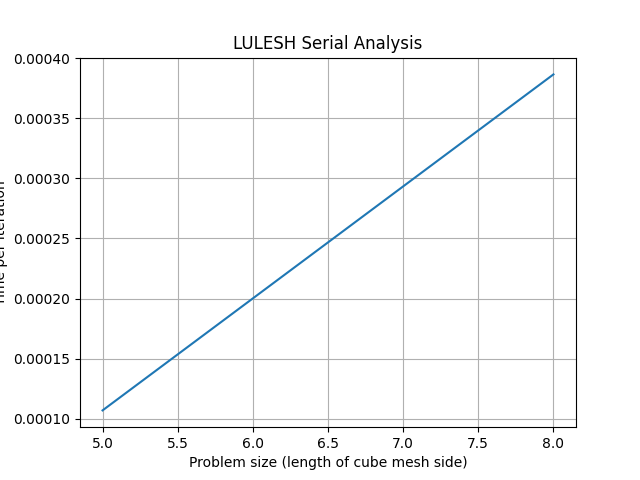 LULESH Serial Analysis
0.00040
0.00035
0.00030
0.00025
0.00020
0.00015
0.00010
per iteration
5.0 5.5 6.0 6.5 7.0 7.5 8.0
Problem size (length of cube mesh side)